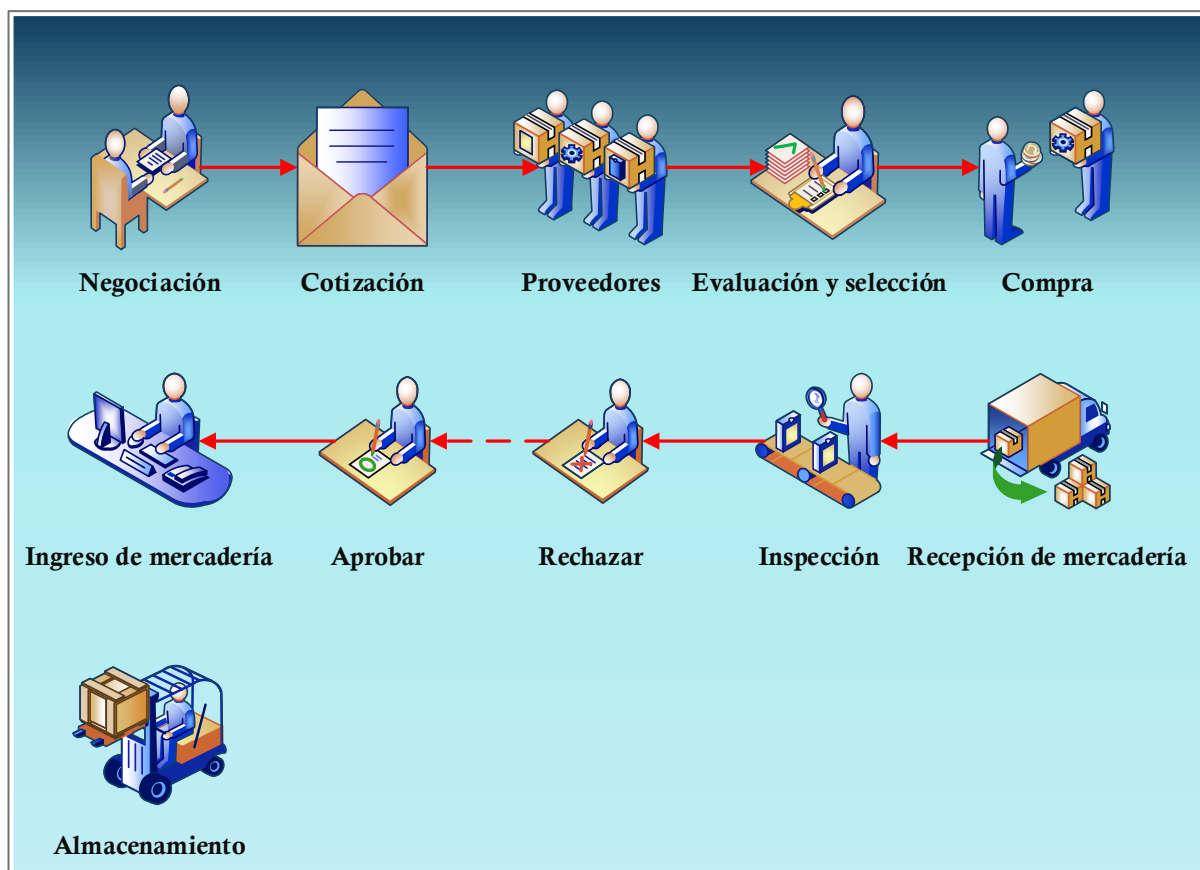 Negociación
Cotización
Proveedores
Evaluación y selección
Compra
Ingreso de mercadería
Aprobar
Rechazar
Inspección
Recepción de mercadería
Almacenamiento